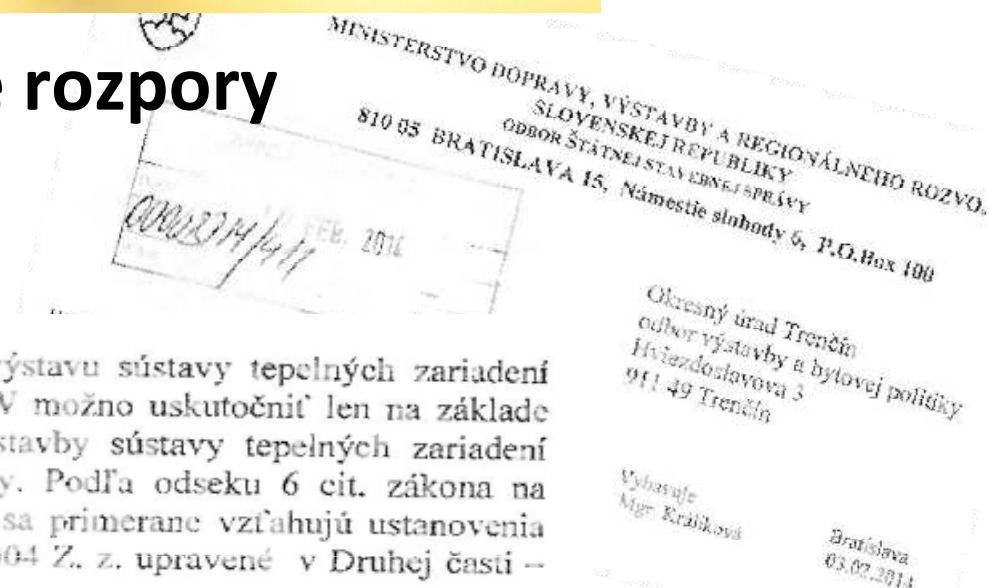 rozpory
MINISTERSTVO DOPRAVY, VÝSTAVBY A REGIONÁLNEHO ROZVO
SLOVENSKEJ REPUBLIKY
ODBOR ŠTÁTNEJ STAVEBNEJ SPRÁVY
810 05 BRATISLAVA 15, Námestie slobody 6, P.O.Box 100
FEB. 2014
Okresný úrad Trenčín
odbor výstavby a bytovej politiky
Hviezdoslavova 3
911 49 Trenčín
Vybavuje
Mgr. Králiková
Bratislava
03.02.2014
ýstavu sústavy tepelných zariadení
V možno uskutočniť len na základe
stavby sústavy tepelných zariadení
y. Podľa odseku 6 cit. zákona na
sa primerane vzťahujú ustanovenia
04 Z. z. upravené v Druhej časti –